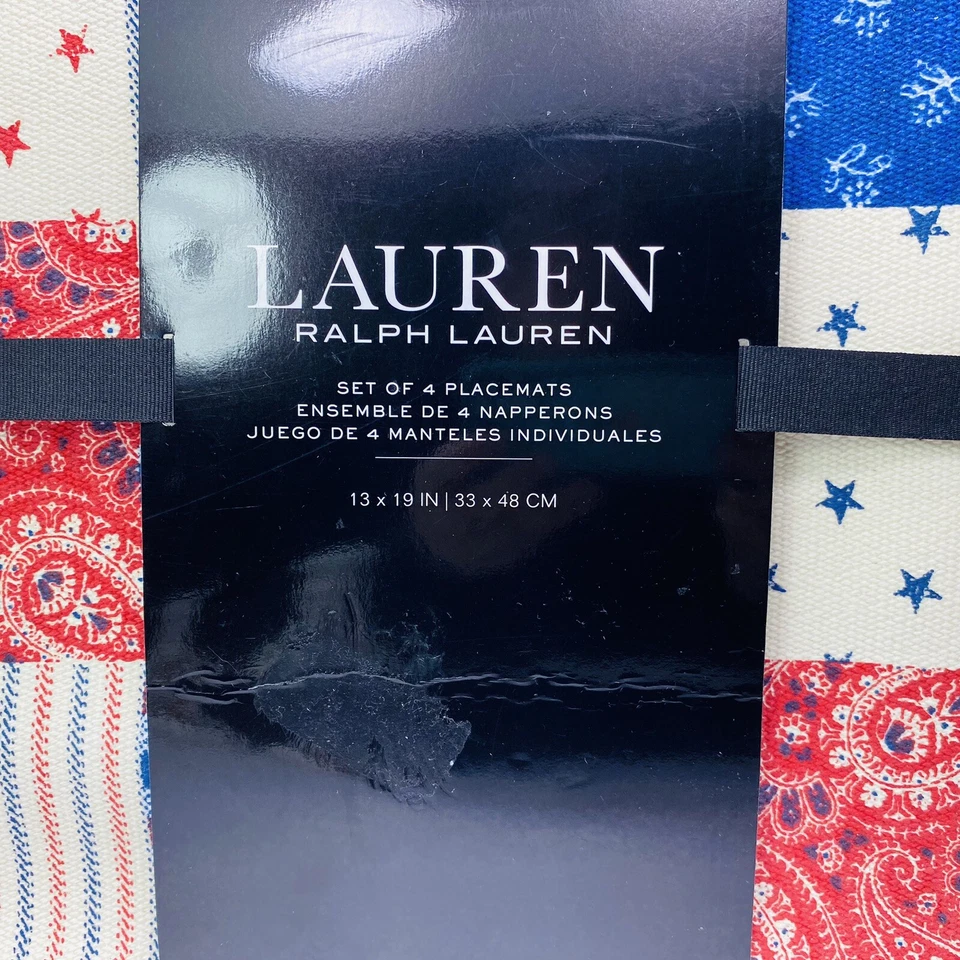 LAUREN
RALPH LAUREN
SET OF 4 PLACEMATS
ENSEMBLE DE 4 NAPPERONS
JUEGO DE 4 MANTELES INDIVIDUALES
13 x 19 IN | 33 x 48 CM